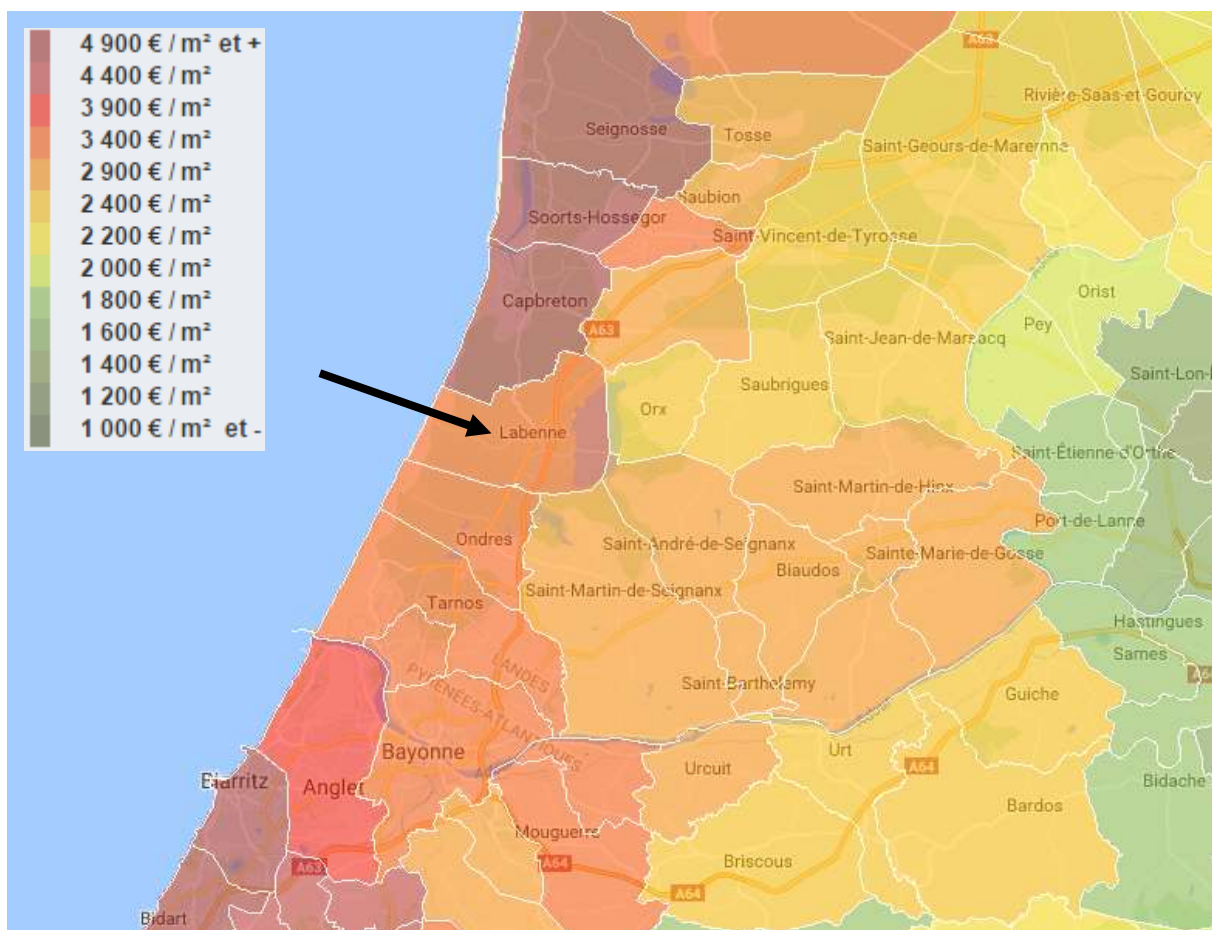 4 900 € / m² et +
4 400 € / m²
3 900 € / m²
3 400 € / m²
2 900 € / m²
2 400 € / m²
2 200 € / m²
2 000 € / m²
1 800 € / m²
1 600 € / m²
1 400 € / m²
1 200 € / m²
1 000 € / m² et -
A63
Rivière-Saas-et-Gourby
Seignosse
Tosse
Saint-Geours-de-Maremne
Saubion
Soorts-Hossegor
Saint-Vincent-de-Tyrosse
Orist
Capbreton
A63
Pey
Saint-Jean-de-Marsacq
Saubrigues
Saint-Lon-
Orx
Labenne
Saint-Étienne-d'Orthe
Saint-Martin-de-Hinx
Port-de-Lanne
Ondres
Saint-André-de-Seignanx
Sainte-Marie-de-Gosse
Biaudos
Saint-Martin-de-Seignanx
Tarnos
Hastingues
Sames
LANDES
PYRÉNÉES-ATLANTIQUES
Saint-Barthélemy
A64
Guiche
Adour
Bayonne
Urt
Urcuit
A64
Biarritz
Anglet
Bidache
Bardos
Mouguerre
A63
A64
Briscous
A64
Bidart